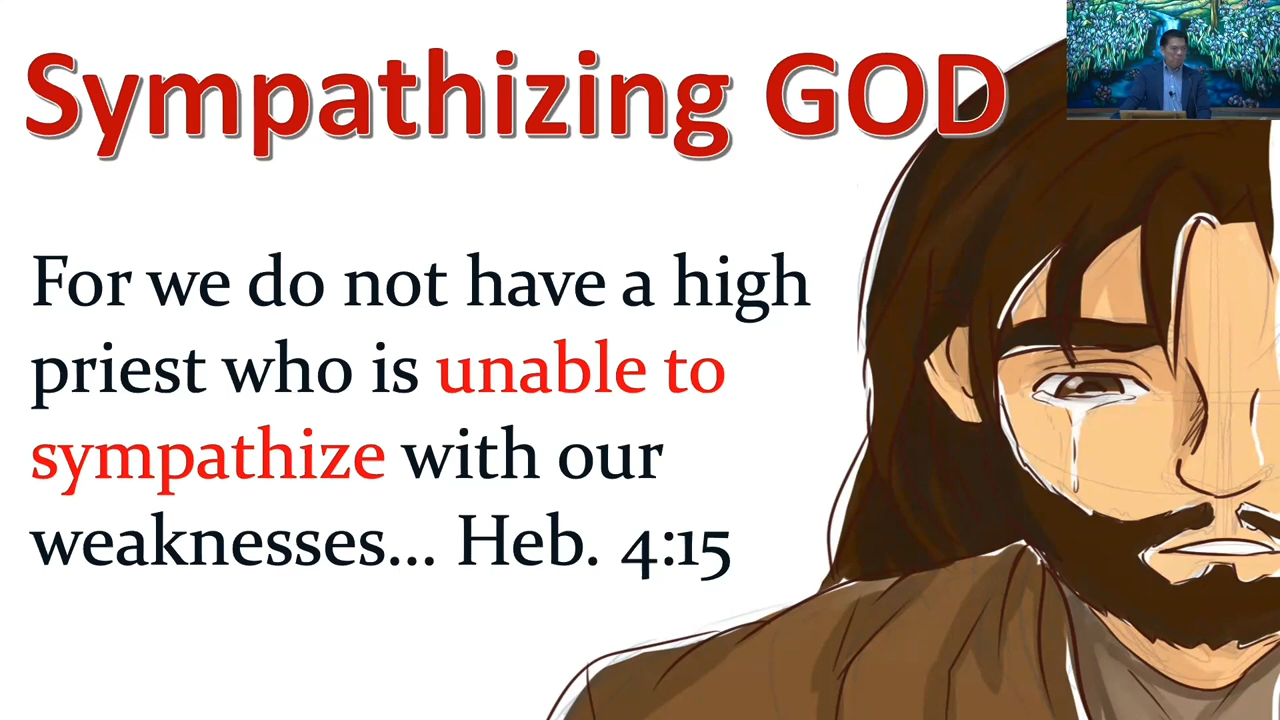 Sympathizing GOD
For we do not have a high
priest who is unable to
sympathize with our
weaknesses... Heb. 4:15